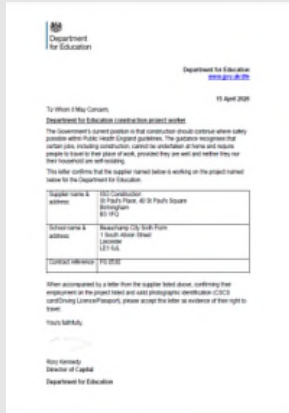 Department
for Education
Department for Education
www.gov.uk/dfe
15 April 2020
To Whom It May Concern,
Department for Education construction project worker
The Government's current position is that construction should continue where safely
possible within Public Health England guidelines. The guidance recognises that
certain jobs, including construction, cannot be undertaken at home and require
people to travel to their place of work, provided they are well and neither they nor
their household are self-isolating.
This letter confirms that the supplier named below is working on the project named
below for the Department for Education.
Supplier name &
address
ISG Construction
St Paul's Place, 40 St Paul's Square
Birmingham
B3 1FQ
School name &
address
Beauchamp City Sixth Form
1 South Albion Street
Leicester
Contract reference
When accompanied by a letter from the supplier listed above, confirming their
employment on the project listed and valid photographic identification (CSCS
card/Driving Licence/Passport), please accept this letter as evidence of their right to
travel.
Yours faithfully,
Rory Kennedy
Director of Capital
Department for Education